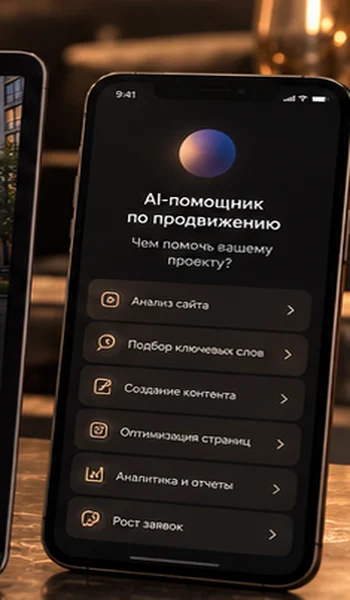 9:41
AI-помощник
по продвижению
Чем помочь вашему
проекту?
Анализ сайта
Подбор ключевых слов
Создание контента
Оптимизация страниц
Аналитика и отчеты
Рост заявок